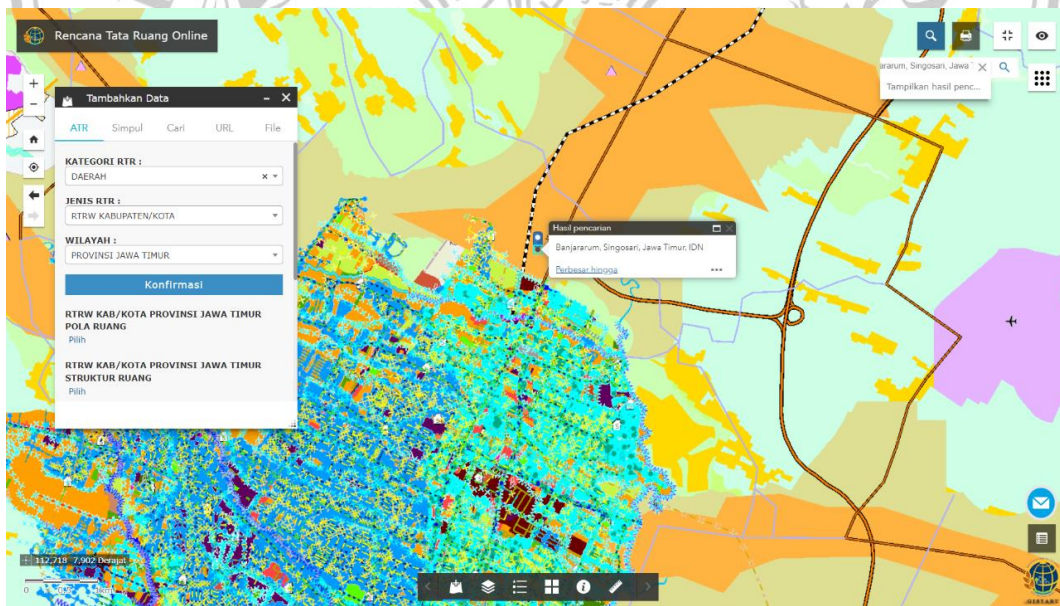 Rencana Tata Ruang Online
ararum, Singosari, Jawa
Tampilkan hasil penc...
Tambahkan Data
ATR Simpul Cari URL File
KATEGORI RTR :
DAERAH
JENIS RTR :
RTRW KABUPATEN/KOTA
WILAYAH :
PROVINSI JAWA TIMUR
Konfirmasi
RTRW KAB/KOTA PROVINSI JAWA TIMUR
POLA RUANG
Pilih
RTRW KAB/KOTA PROVINSI JAWA TIMUR
STRUKTUR RUANG
Pilih
Hasil pencarian
Banjararum, Singosari, Jawa Timur, IDN
Perbesar hingga
112,718 7,902 Derajat
0
GISTARU